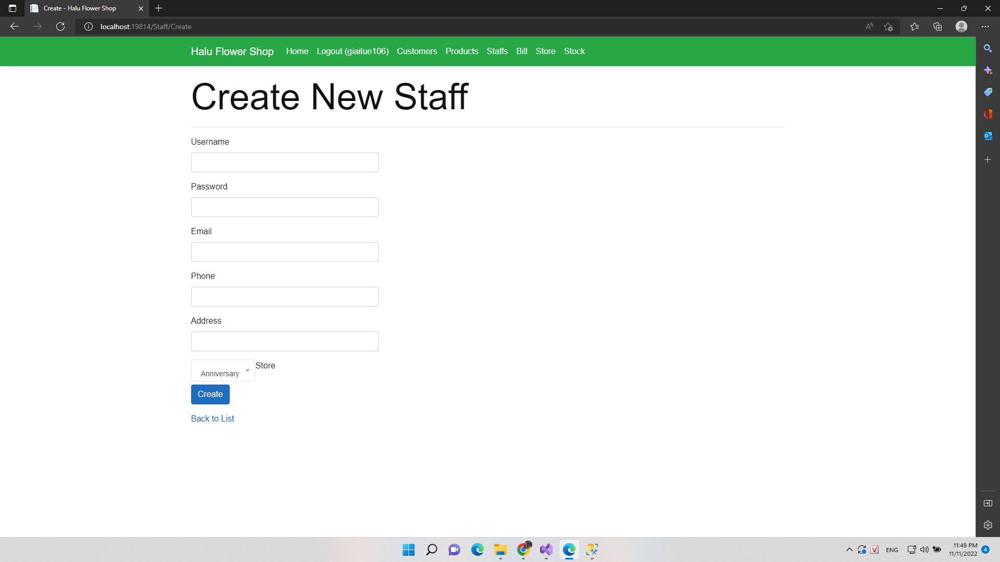 Create - Halu Flower Shop
localhost:19814/Staff/Create
Halu Flower Shop Home Logout (giaitue106) Customers Products Staffs Bill Store Stock
Create New Staff
Username
Password
Email
Phone
Address
Anniversary Store
Create
Back to List
ENG
11:49 PM
11/11/2022
4